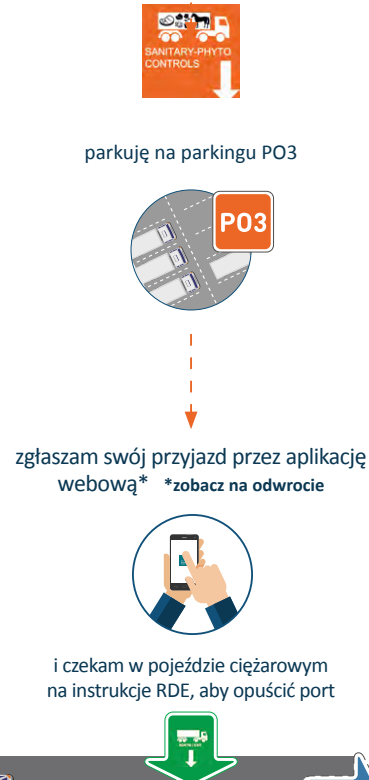 SANITARY-PHYTO
CONTROLS
parkuję na parkingu PO3
PO3
zgłaszam swój przyjazd przez aplikację
webową* *zobacz na odwrocie
i czekam w pojeździe ciężarowym
na instrukcje RDE, aby opuścić port